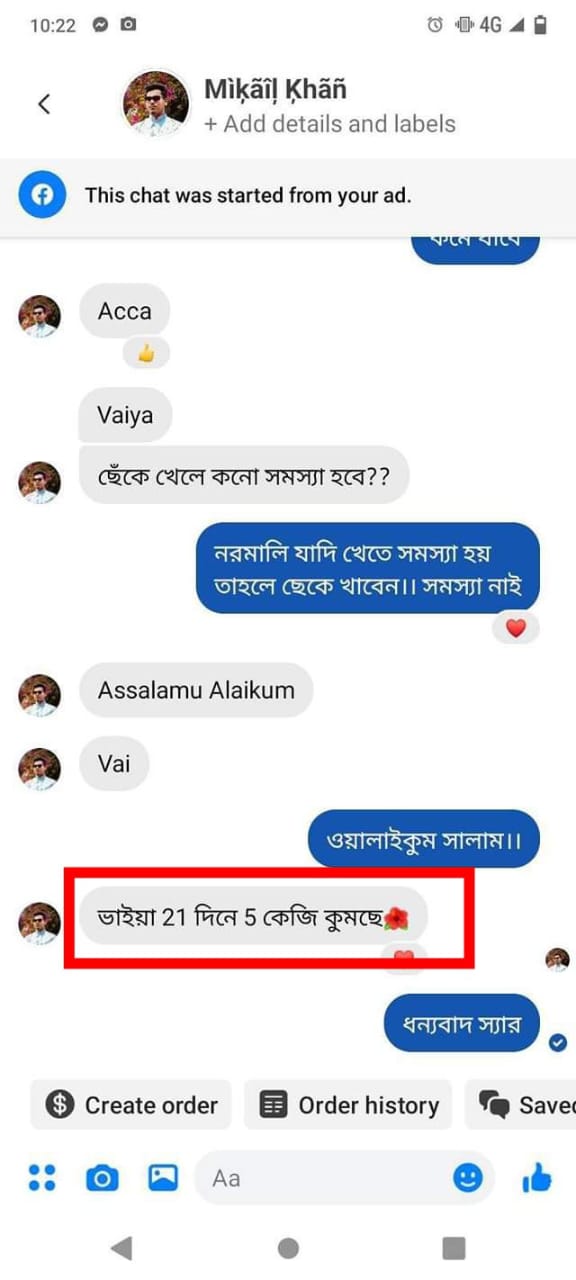 10:22
4G
Mìķãîļ Ķhãñ
+ Add details and labels
This chat was started from your ad.
কমে যাবে
Acca
Vaiya
ছেঁকে খেলে কনো সমস্যা হবে??
নরমালি যাদি খেতে সমস্যা হয়
তাহলে ছেকে খাবেন।। সমস্যা নাই
Assalamu Alaikum
Vai
ওয়ালাইকুম সালাম।।
ভাইয়া 21 দিনে 5 কেজি কুমছে
ধন্যবাদ স্যার
Create order
Order history
Saved
Aa